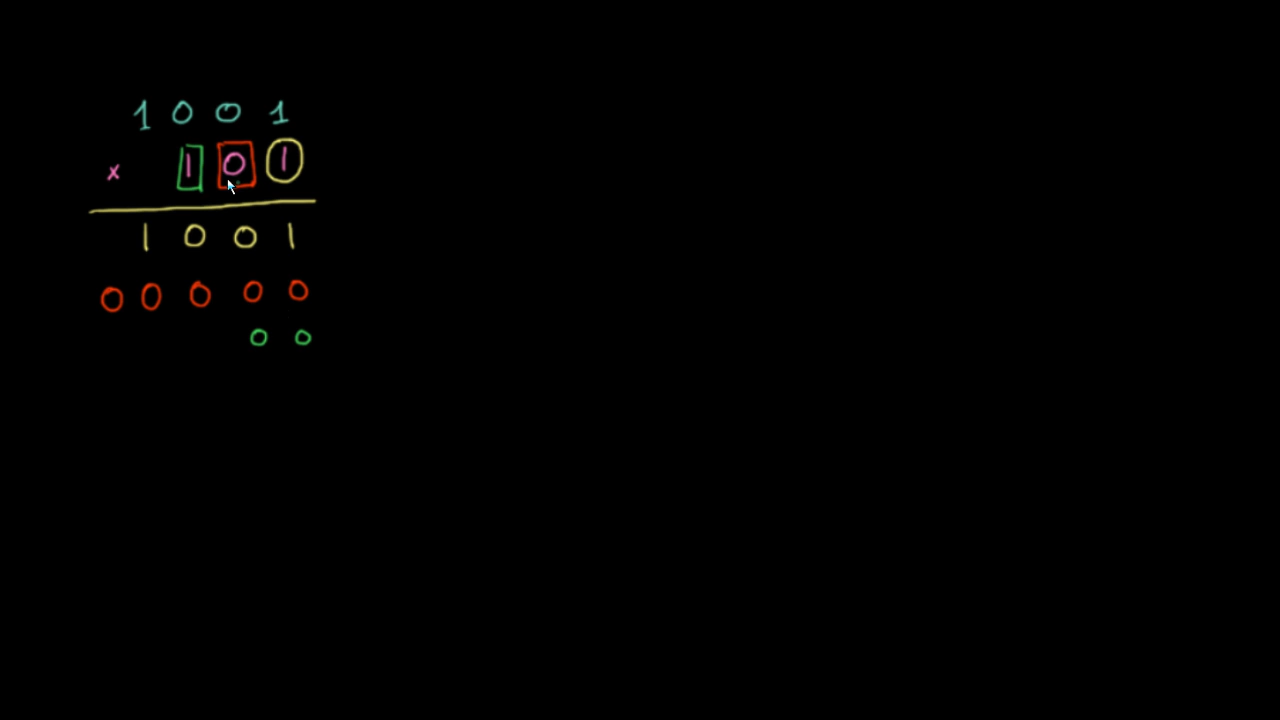 1 0 0 1
x 1 0 1
1 0 0 1
0 0 0 0 0
0 0